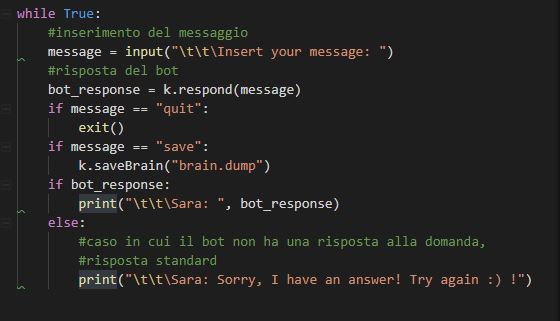 while True:
#inserimento del messaggio
message = input("\t\t\Insert your message: ")
#risposta del bot
bot_response = k.respond(message)
if message == "quit":
exit()
if message == "save":
k.saveBrain("brain.dump")
if bot_response:
print("\t\t\Sara: ", bot_response)
else:
#caso in cui il bot non ha una risposta alla domanda,
#risposta standard
print("\t\t\Sara: Sorry, I have an answer! Try again :) !")